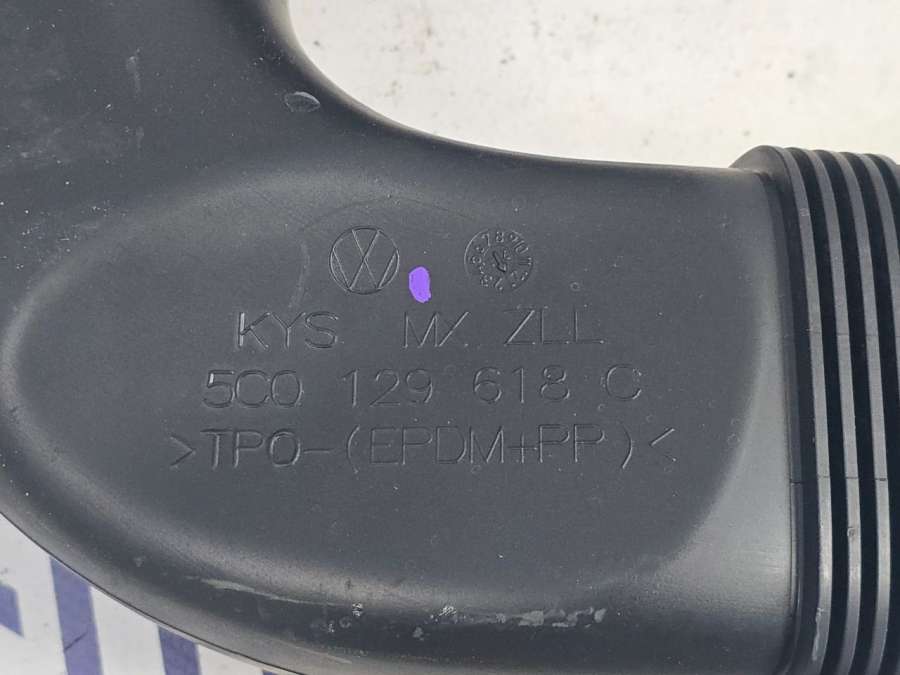 KYS MX ZLL
5C0 129 618 C
>TPO-(EPDM+PP)<